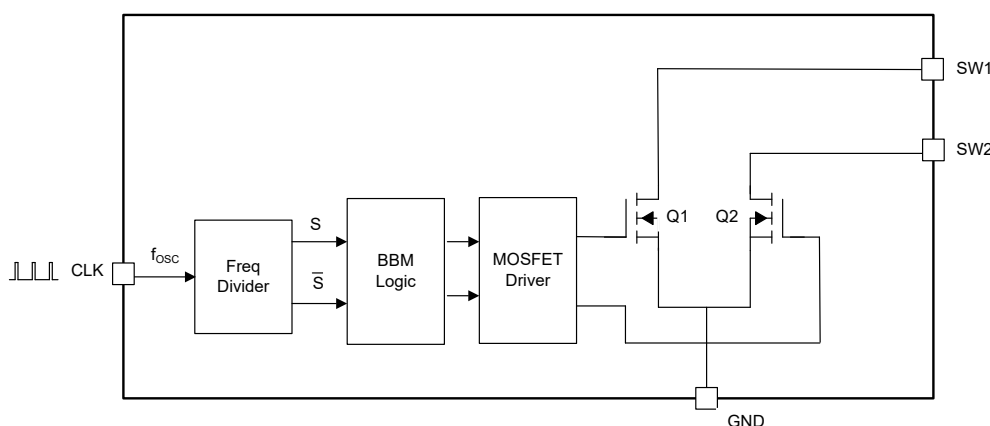 SW1
SW2
Q1
Q2
S
BBM
Logic
MOSFET
Driver
fOSC
CLK
Freq
Divider
S̅
GND